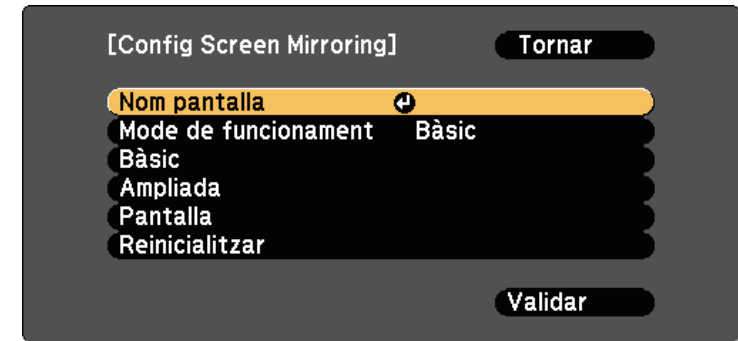 [Config Screen Mirroring] Tornar
Nom pantalla
Mode de funcionament Bàsic
Bàsic
Ampliada
Pantalla
Reinicialitzar
Validar